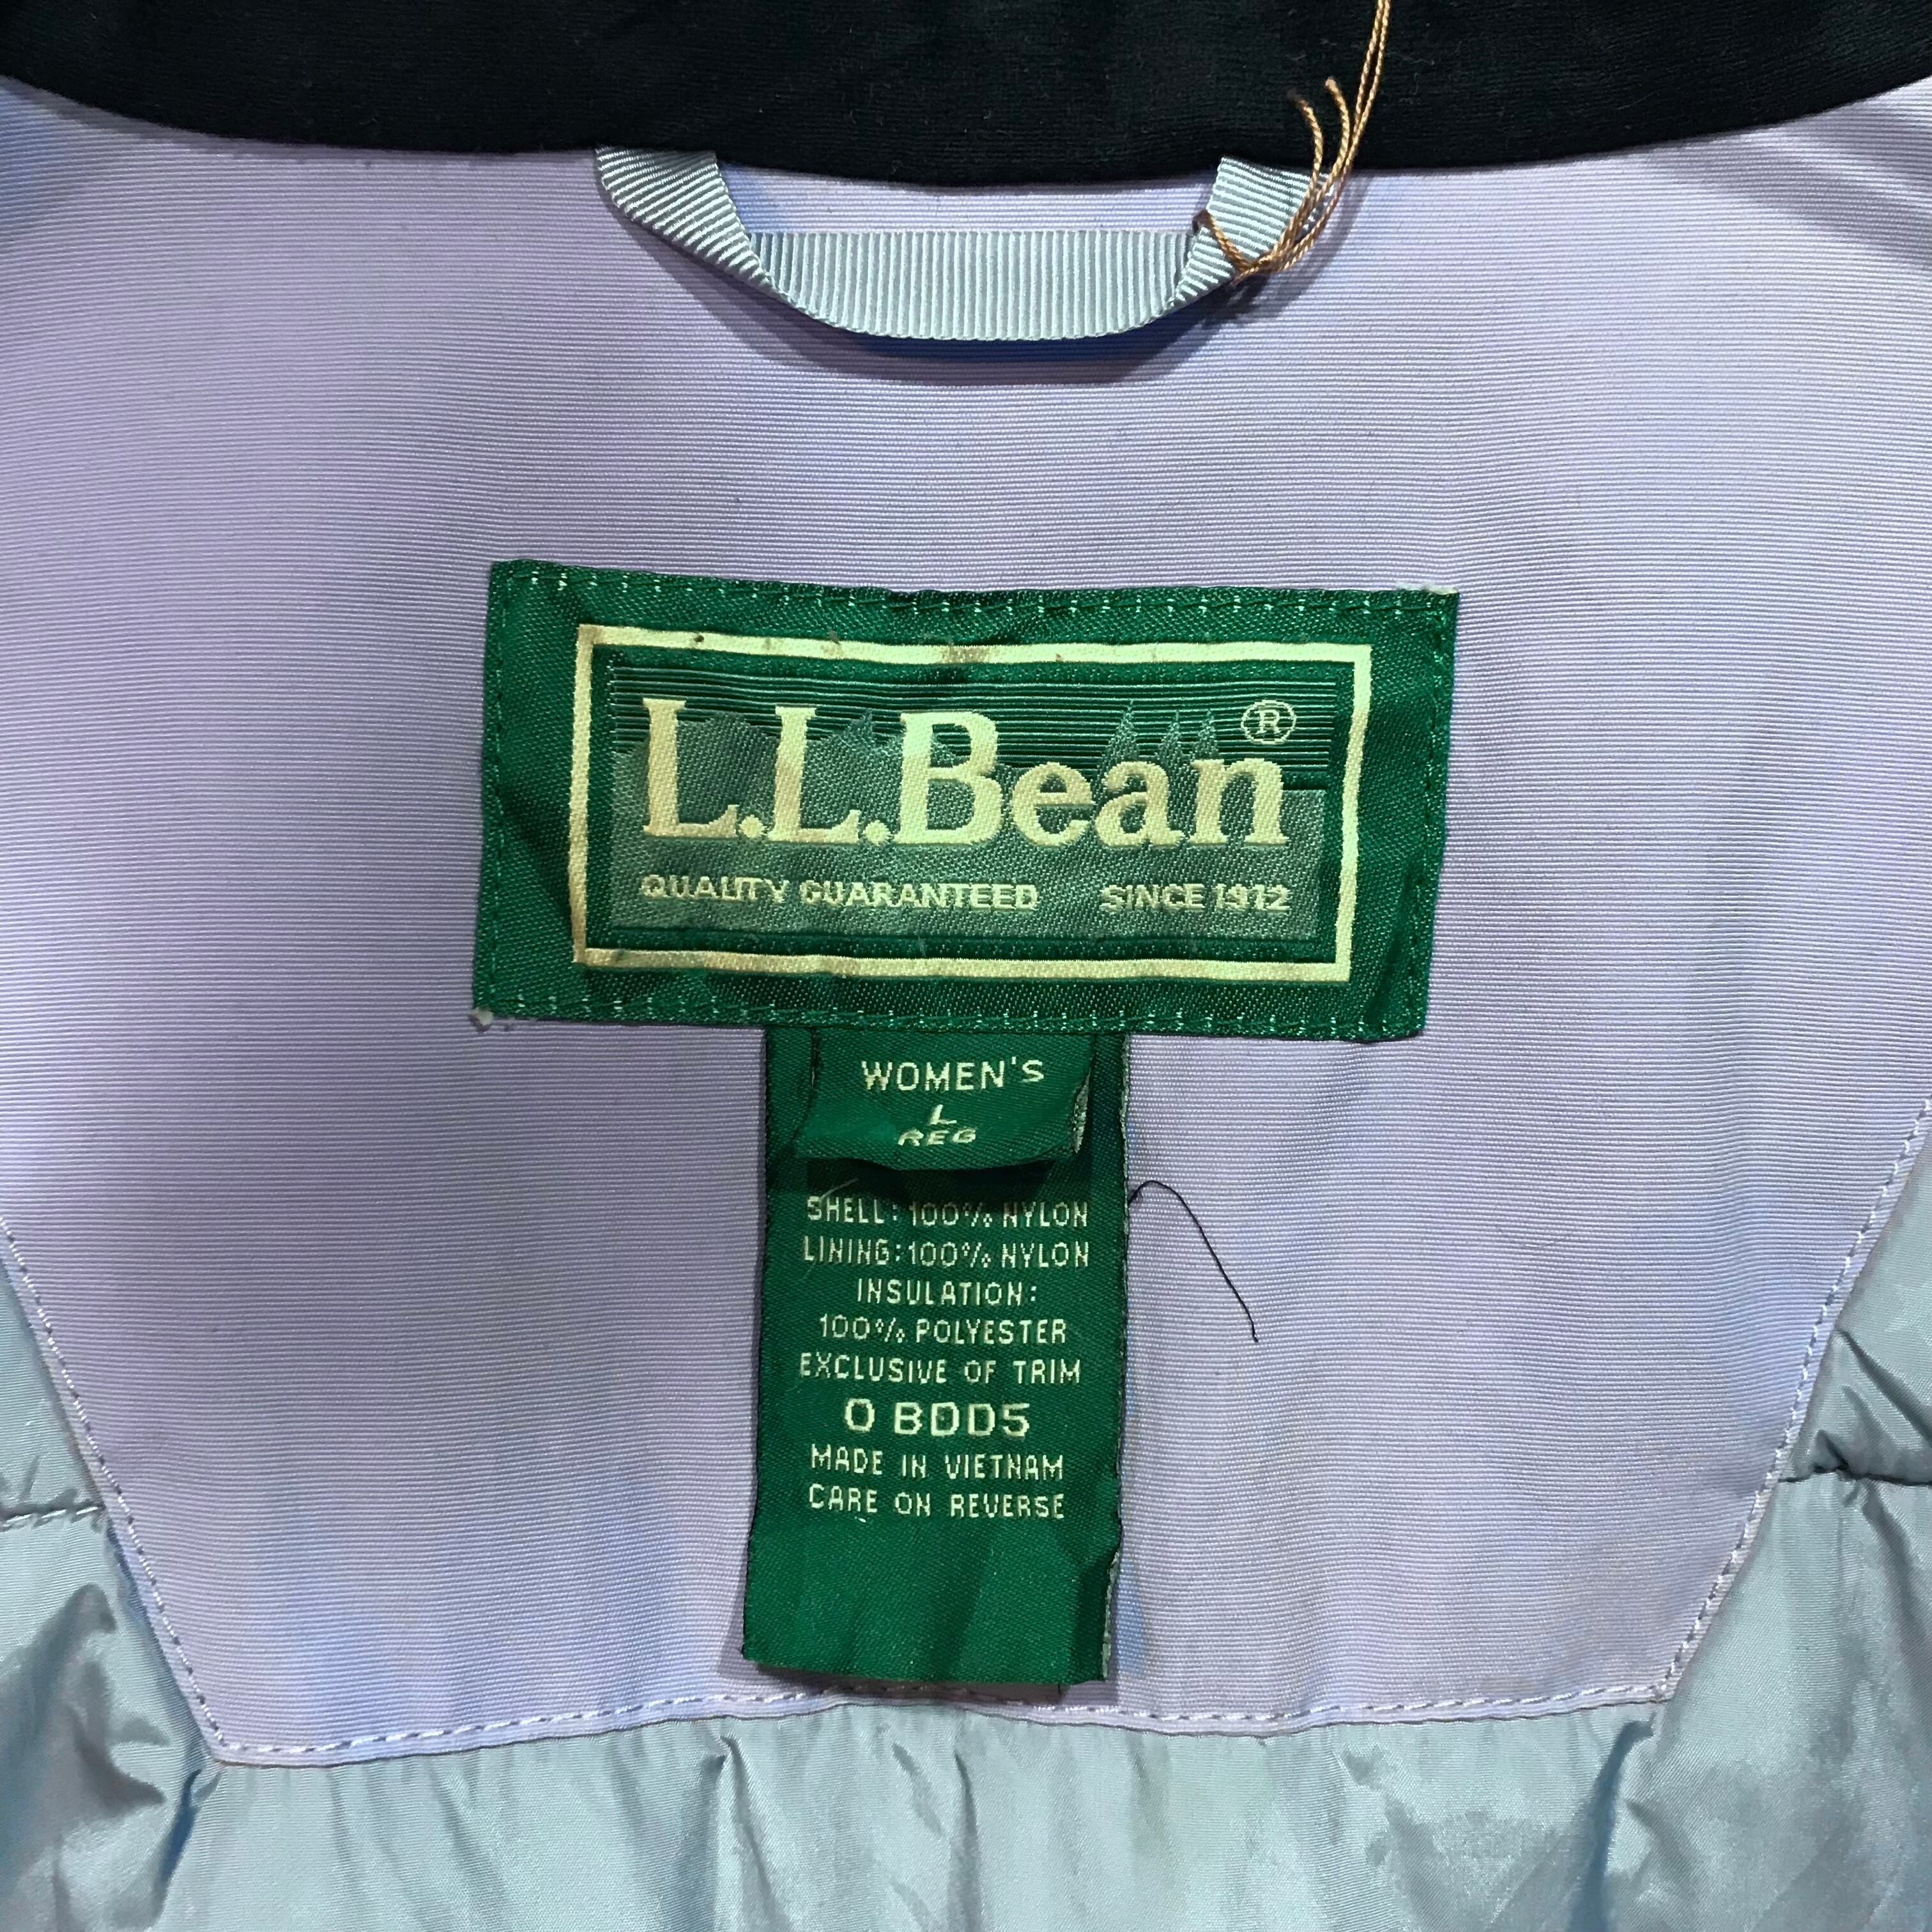 L.L.Bean®
QUALITY GUARANTEED SINCE 1912
WOMEN'S
L
REG
SHELL: 100% NYLON
LINING: 100% NYLON
INSULATION:
100% POLYESTER
EXCLUSIVE OF TRIM
0 BDD5
MADE IN VIETNAM
CARE ON REVERSE